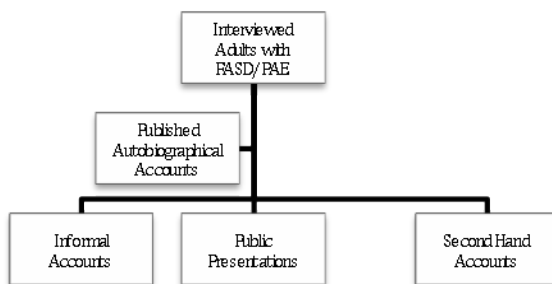 Interviewed
Adults with
FASD/PAE
Published
Autobiographical
Accounts
Informal
Accounts
Public
Presentations
Second Hand
Accounts